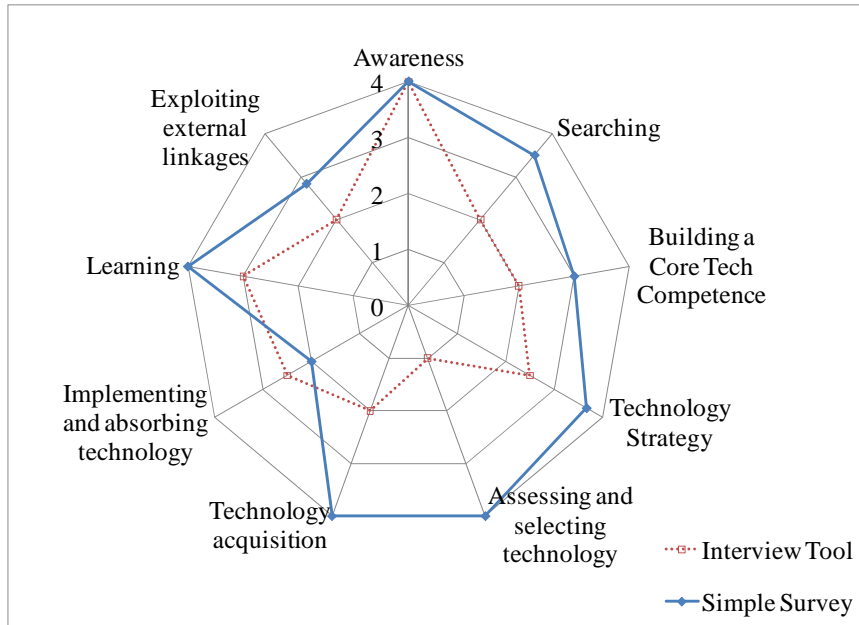 Awareness
Exploiting
external
linkages
4
3
2
1
0
Searching
Building a
Core Tech
Competence
Learning
Implementing
and absorbing
technology
Technology
Strategy
Technology
acquisition
Assessing and
selecting
technology
Interview Tool
Simple Survey